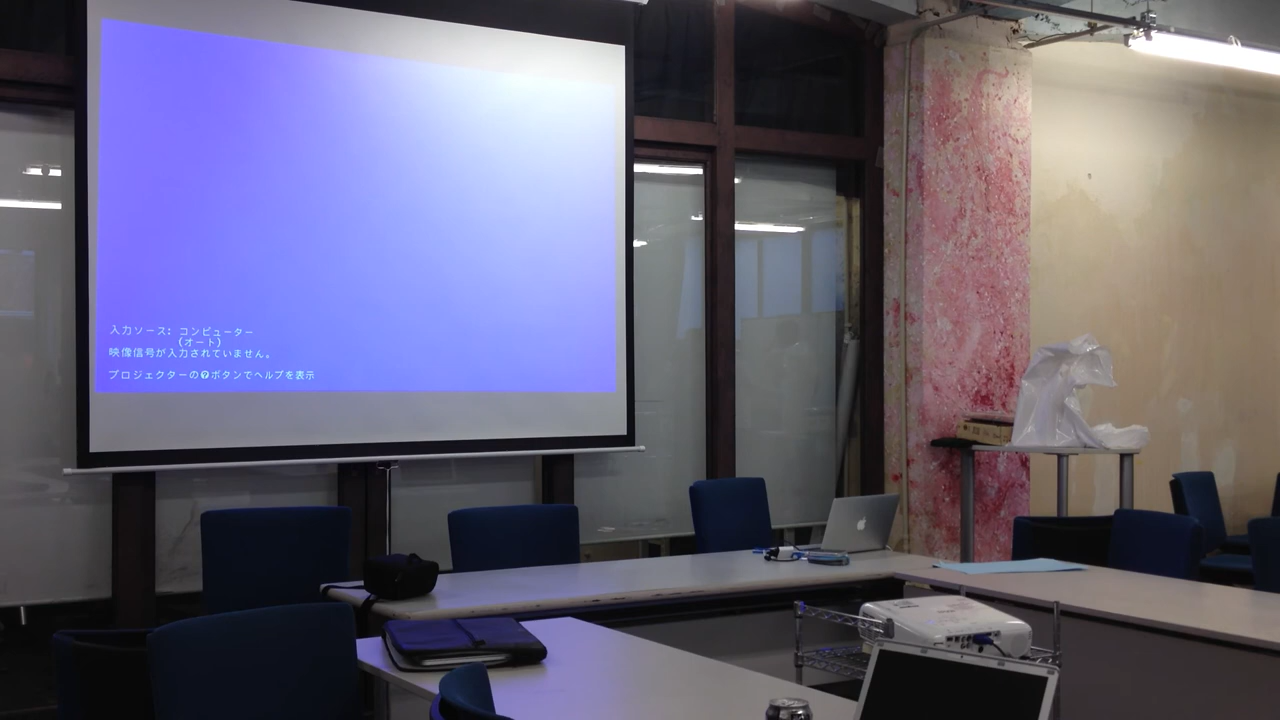 入力ソース: コンピューター
(オート)
映像信号が入力されていません。
プロジェクターの?ボタンでヘルプを表示